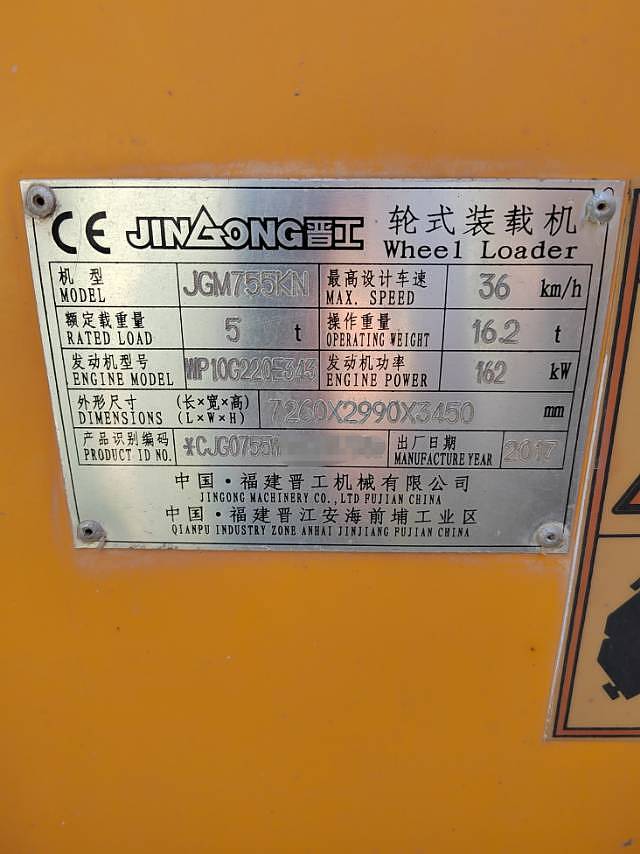 CE JINGONG晋工 轮式装载机
Wheel Loader
机型 JGM755KN 最高设计车速 36 km/h
MODEL MAX. SPEED
额定载重量 5 t 操作重量 16.2 t
RATED LOAD OPERATING WEIGHT
发动机型号 WP10G220E343 发动机功率 162 kW
ENGINE MODEL ENGINE POWER
外形尺寸 (长×宽×高) 7260X2990X3450 mm
DIMENSIONS (L×W×H)
产品识别编码 *CJG0755 出厂日期 2017
PRODUCT ID NO. MANUFACTURE YEAR
中国·福建晋工机械有限公司
JINGONG MACHINERY CO.,LTD FUJIAN CHINA
中国·福建晋江安海前埔工业区
QIANPU INDUSTRY ZONE ANHAI JINJIANG FUJIAN CHINA